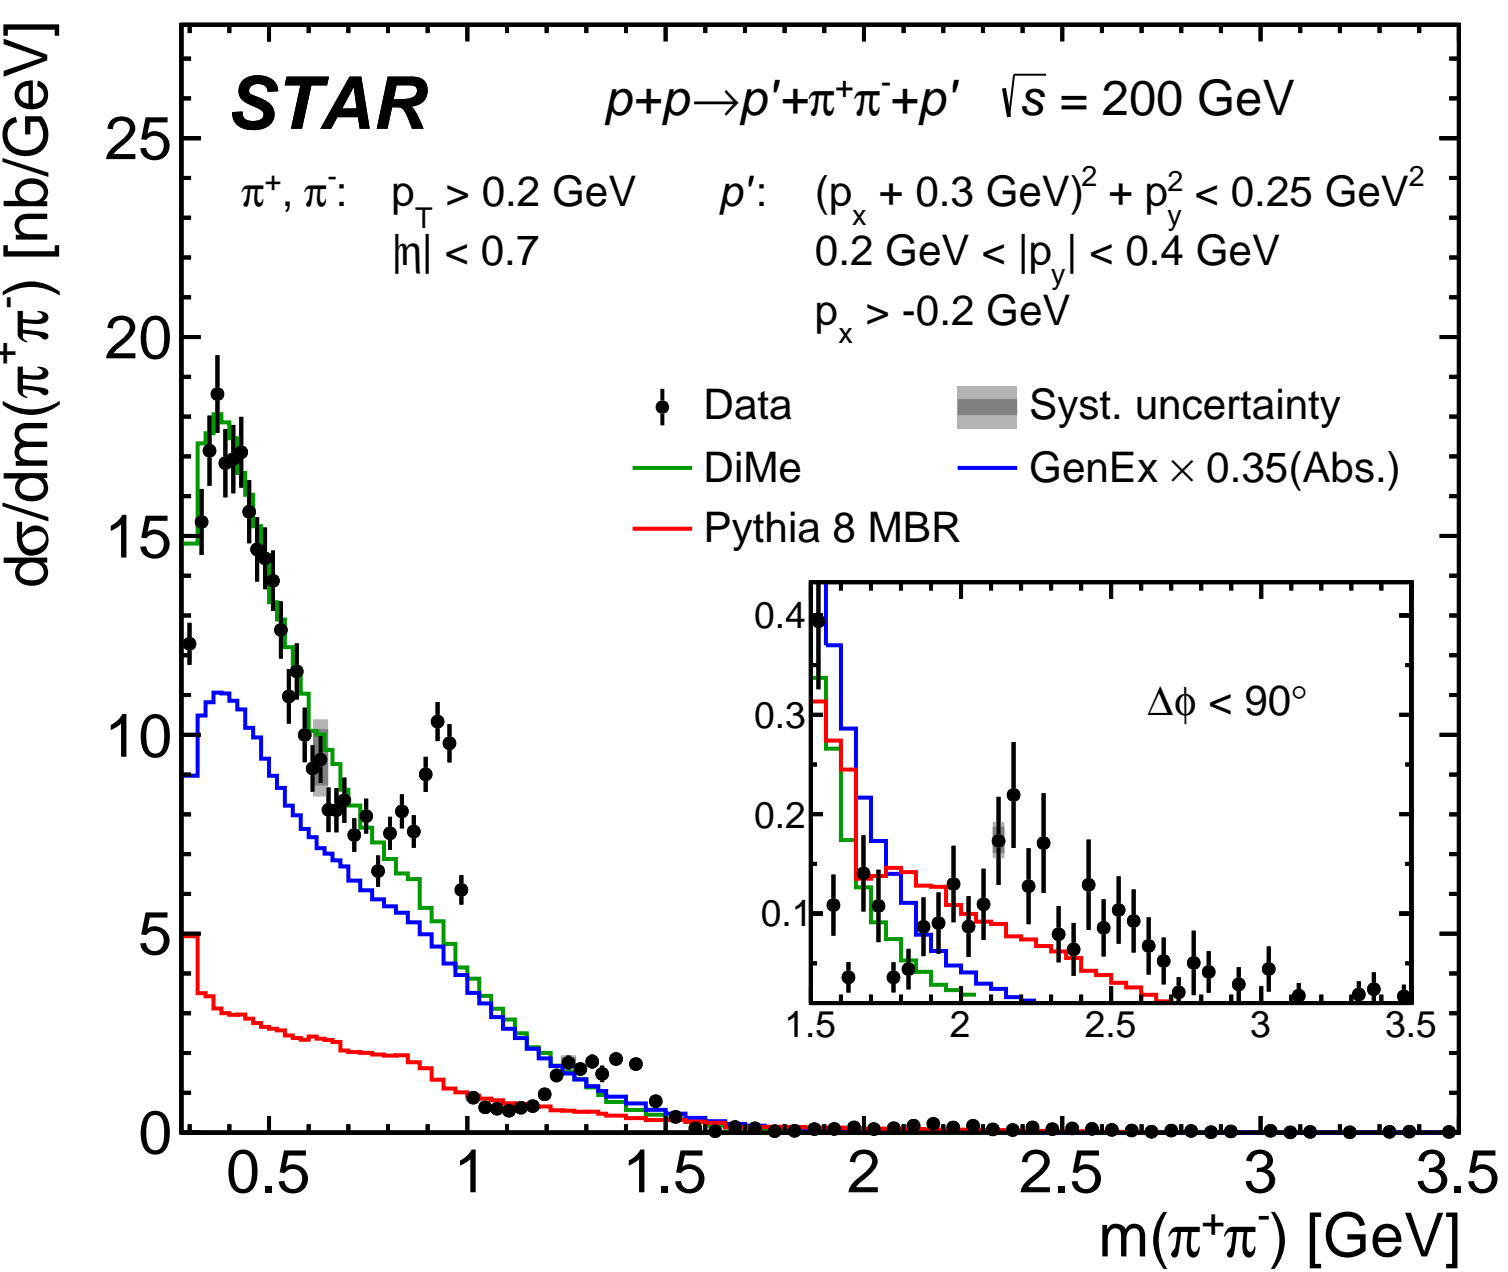 dσ/dm(π⁺π⁻) [nb/GeV]
STAR
p+p→p′+π⁺π⁻+p′ √s = 200 GeV
π⁺, π⁻: p_T > 0.2 GeV
|η| < 0.7
p′: (p_x + 0.3 GeV)² + p_y² < 0.25 GeV²
0.2 GeV < |p_y| < 0.4 GeV
p_x > -0.2 GeV
Data
Syst. uncertainty
DiMe
GenEx × 0.35(Abs.)
Pythia 8 MBR
25
20
15
10
5
0
Δϕ < 90°
0.4
0.3
0.2
0.1
1.5 2 2.5 3 3.5
0.5 1 1.5 2 2.5 3 3.5
m(π⁺π⁻) [GeV]